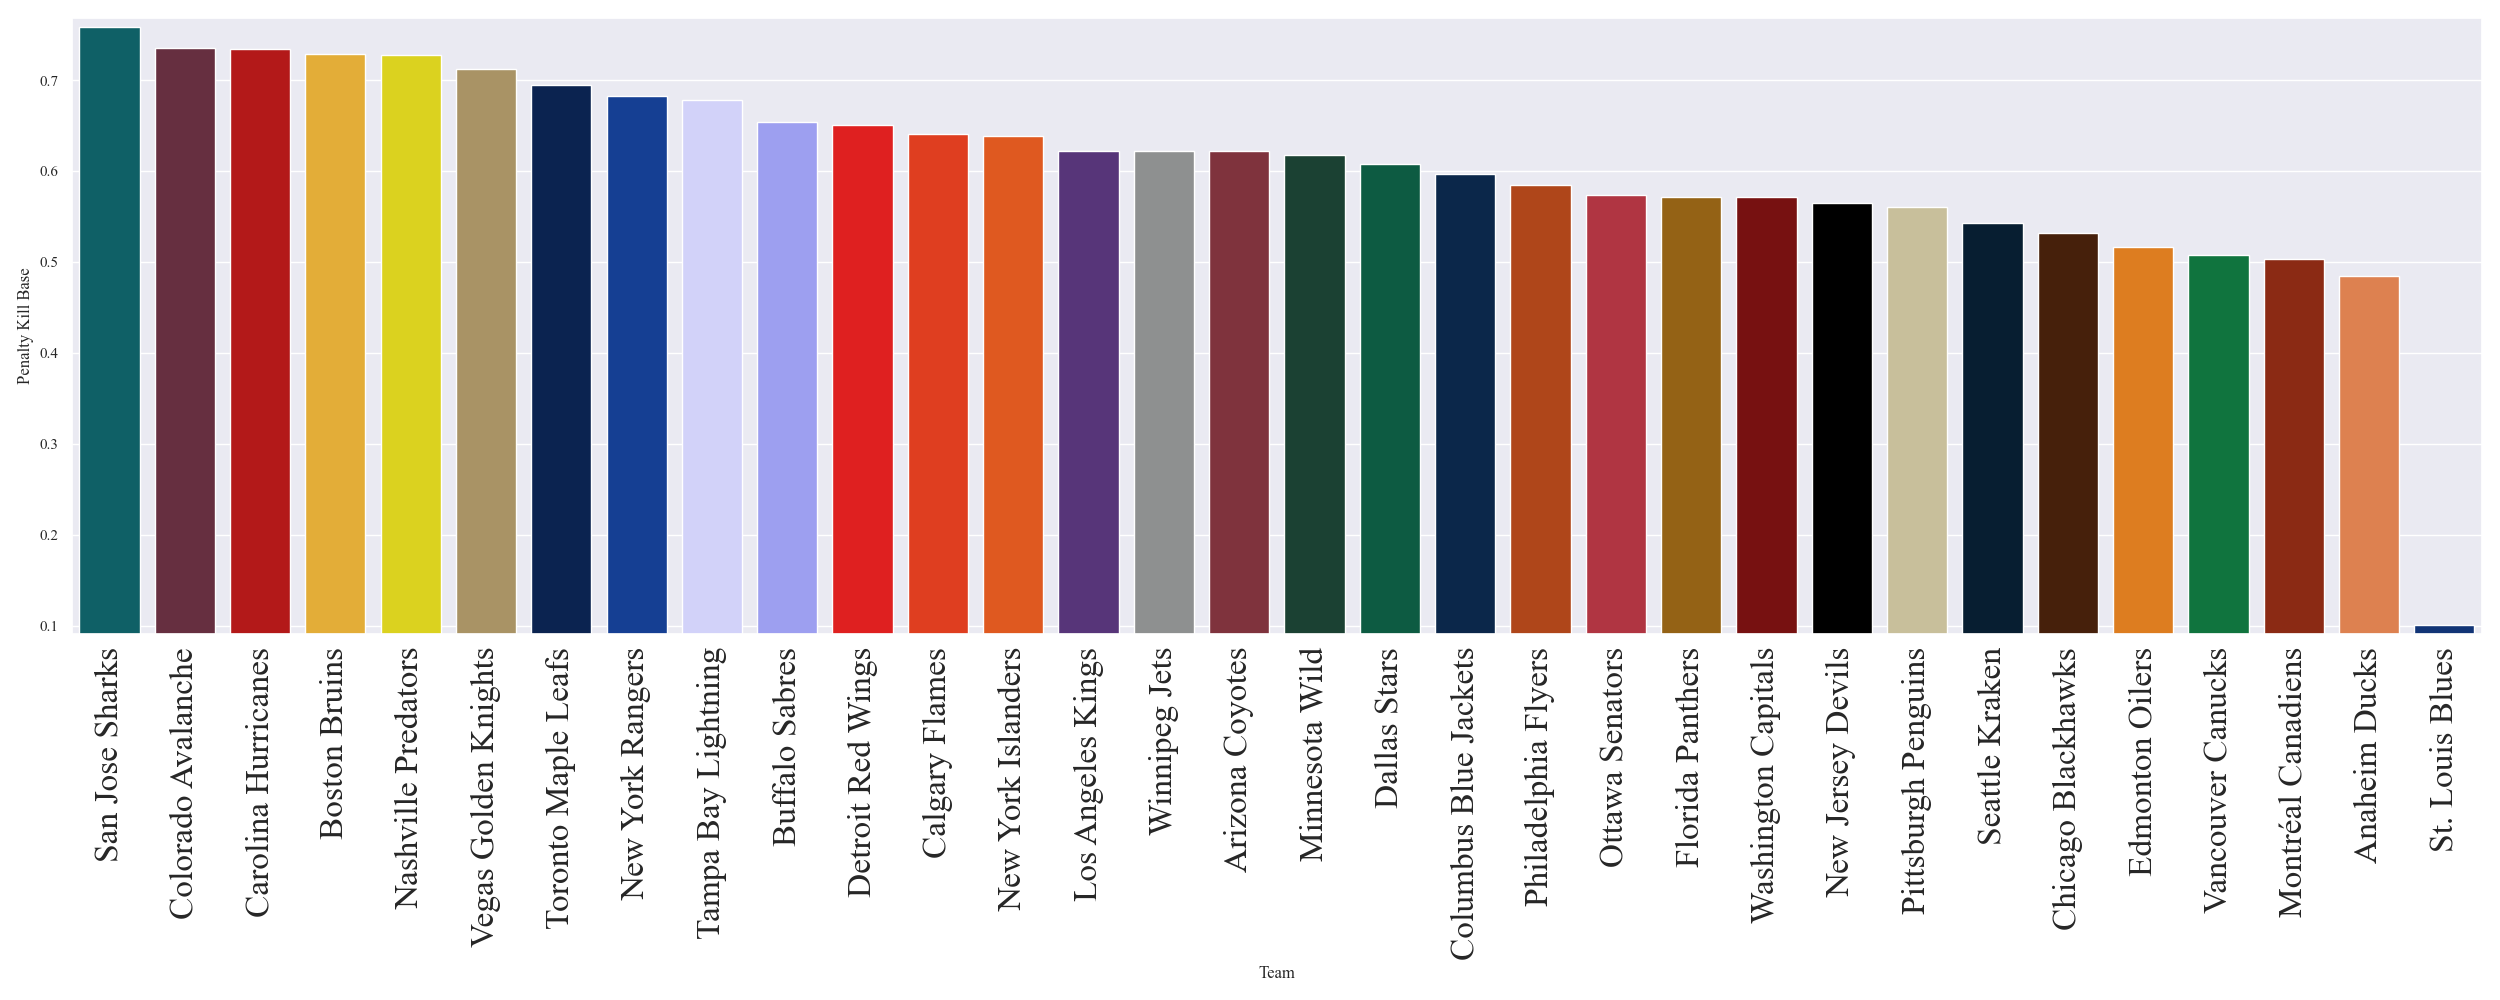 Penalty Kill Base
0.7
0.6
0.5
0.4
0.3
0.2
0.1
San Jose Sharks
Colorado Avalanche
Carolina Hurricanes
Boston Bruins
Nashville Predators
Vegas Golden Knights
Toronto Maple Leafs
New York Rangers
Tampa Bay Lightning
Buffalo Sabres
Detroit Red Wings
Calgary Flames
New York Islanders
Los Angeles Kings
Winnipeg Jets
Arizona Coyotes
Minnesota Wild
Dallas Stars
Columbus Blue Jackets
Philadelphia Flyers
Ottawa Senators
Florida Panthers
Washington Capitals
New Jersey Devils
Pittsburgh Penguins
Seattle Kraken
Chicago Blackhawks
Edmonton Oilers
Vancouver Canucks
Montréal Canadiens
Anaheim Ducks
St. Louis Blues
Team